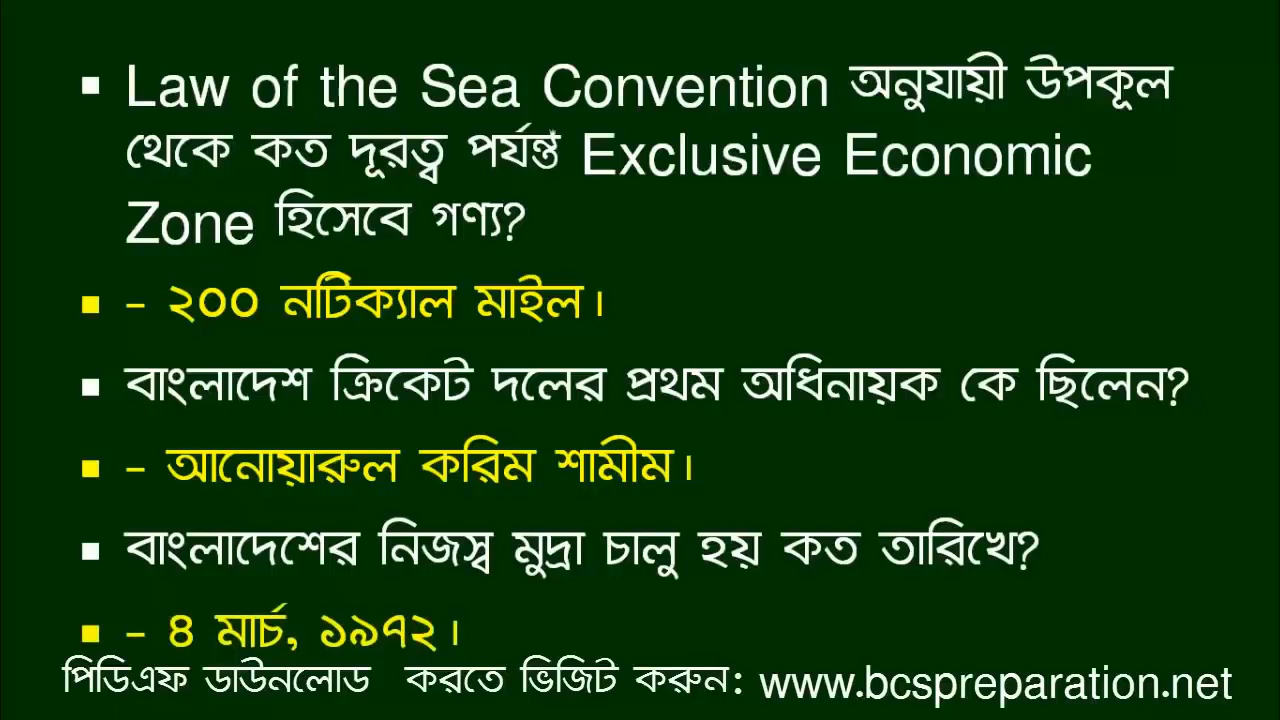 ▪ Law of the Sea Convention অনুযায়ী উপকূল
থেকে কত দূরত্ব পর্যন্ত Exclusive Economic
Zone হিসেবে গণ্য?
▪ - ২০০ নটিক্যাল মাইল।
▪ বাংলাদেশ ক্রিকেট দলের প্রথম অধিনায়ক কে ছিলেন?
▪ - আনোয়ারুল করিম শামীম।
▪ বাংলাদেশের নিজস্ব মুদ্রা চালু হয় কত তারিখে?
▪ - ৪ মার্চ, ১৯৭২।
পিডিএফ ডাউনলোড করতে ভিজিট করুন: www.bcspreparation.net